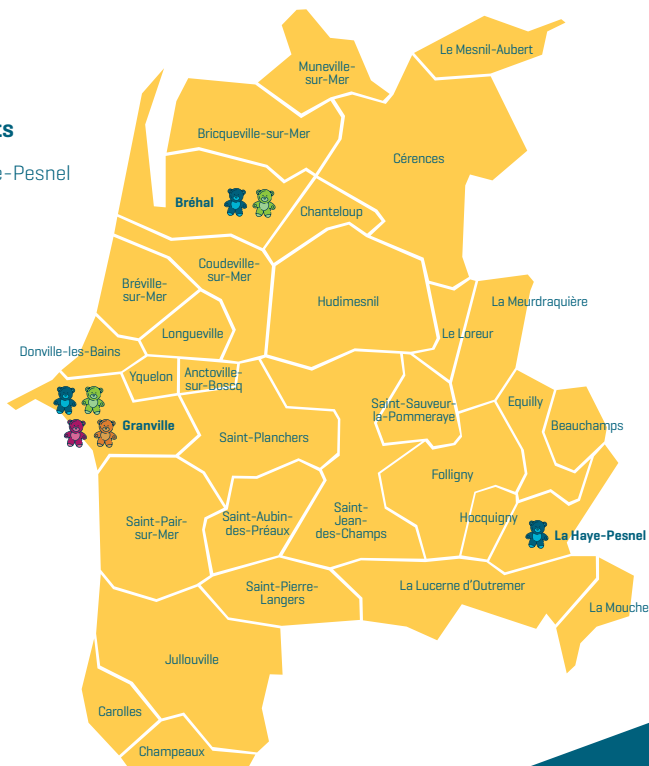 Le Mesnil-Aubert
Muneville-
sur-Mer
ts
Bricqueville-sur-Mer
Cérences
e-Pesnel
Bréhal
Chanteloup
Coudeville-
sur-Mer
Bréville-
sur-Mer
Hudimesnil
La Meurdraquière
Longueville
Le Loreur
Donville-les-Bains
Yquelon
Anctoville-
sur-Boscq
Saint-Sauveur-
la-Pommeraye
Equilly
Beauchamps
Granville
Saint-Planchers
Folligny
Saint-Pair-
sur-Mer
Saint-Aubin-
des-Préaux
Saint-
Jean-
des-Champs
Hocquigny
La Haye-Pesnel
Saint-Pierre-
Langers
La Lucerne d'Outremer
La Mouche
Jullouville
Carolles
Champeaux